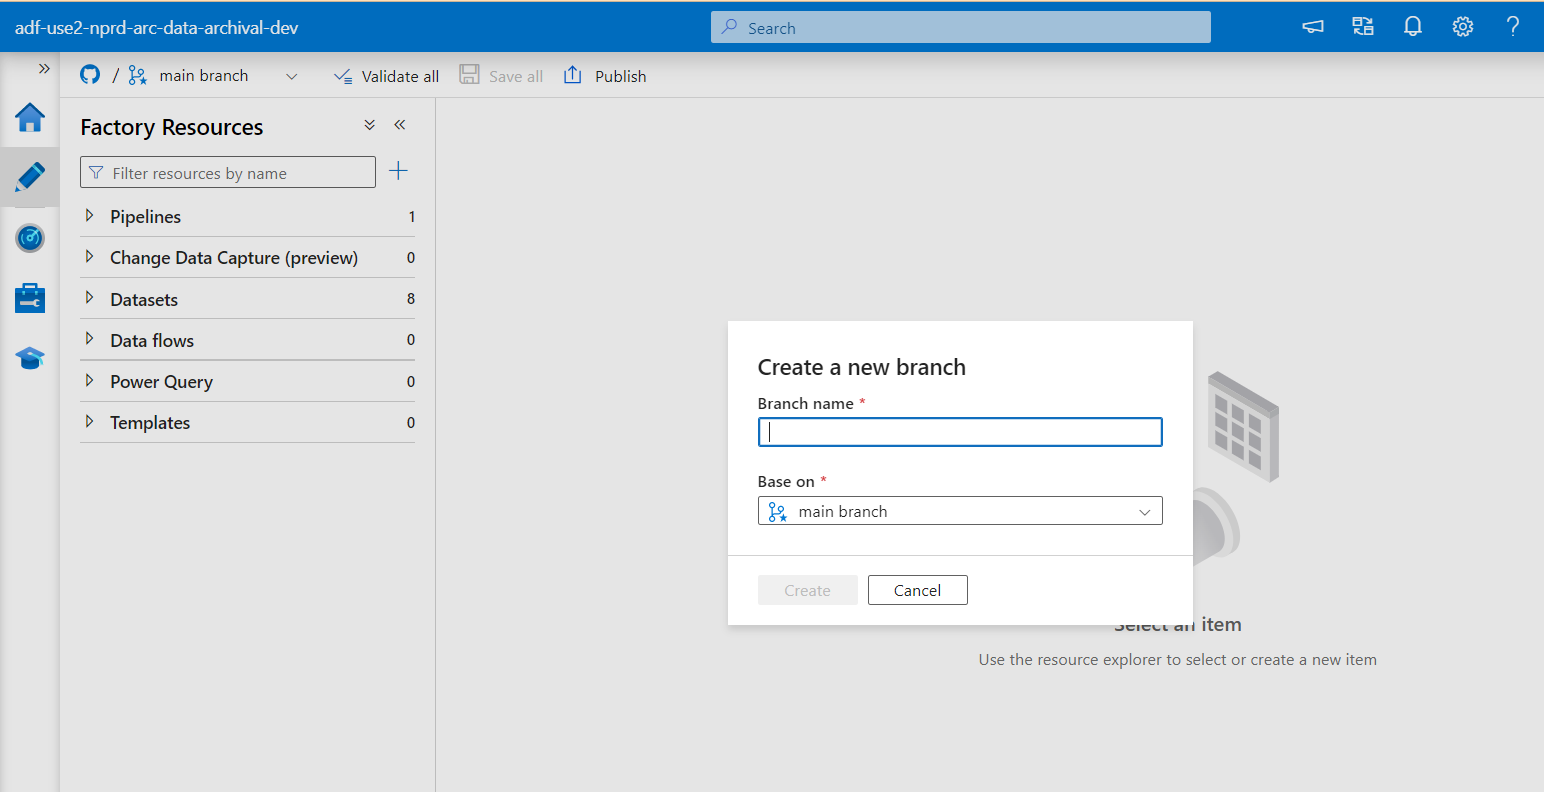 adf-use2-nprd-arc-data-archival-dev
Search
/ main branch
Validate all
Save all
Publish
Factory Resources
Filter resources by name
Pipelines 1
Change Data Capture (preview) 0
Datasets 8
Data flows 0
Power Query 0
Templates 0
Create a new branch
Branch name *
Base on *
main branch
Create
Cancel
Select an item
Use the resource explorer to select or create a new item